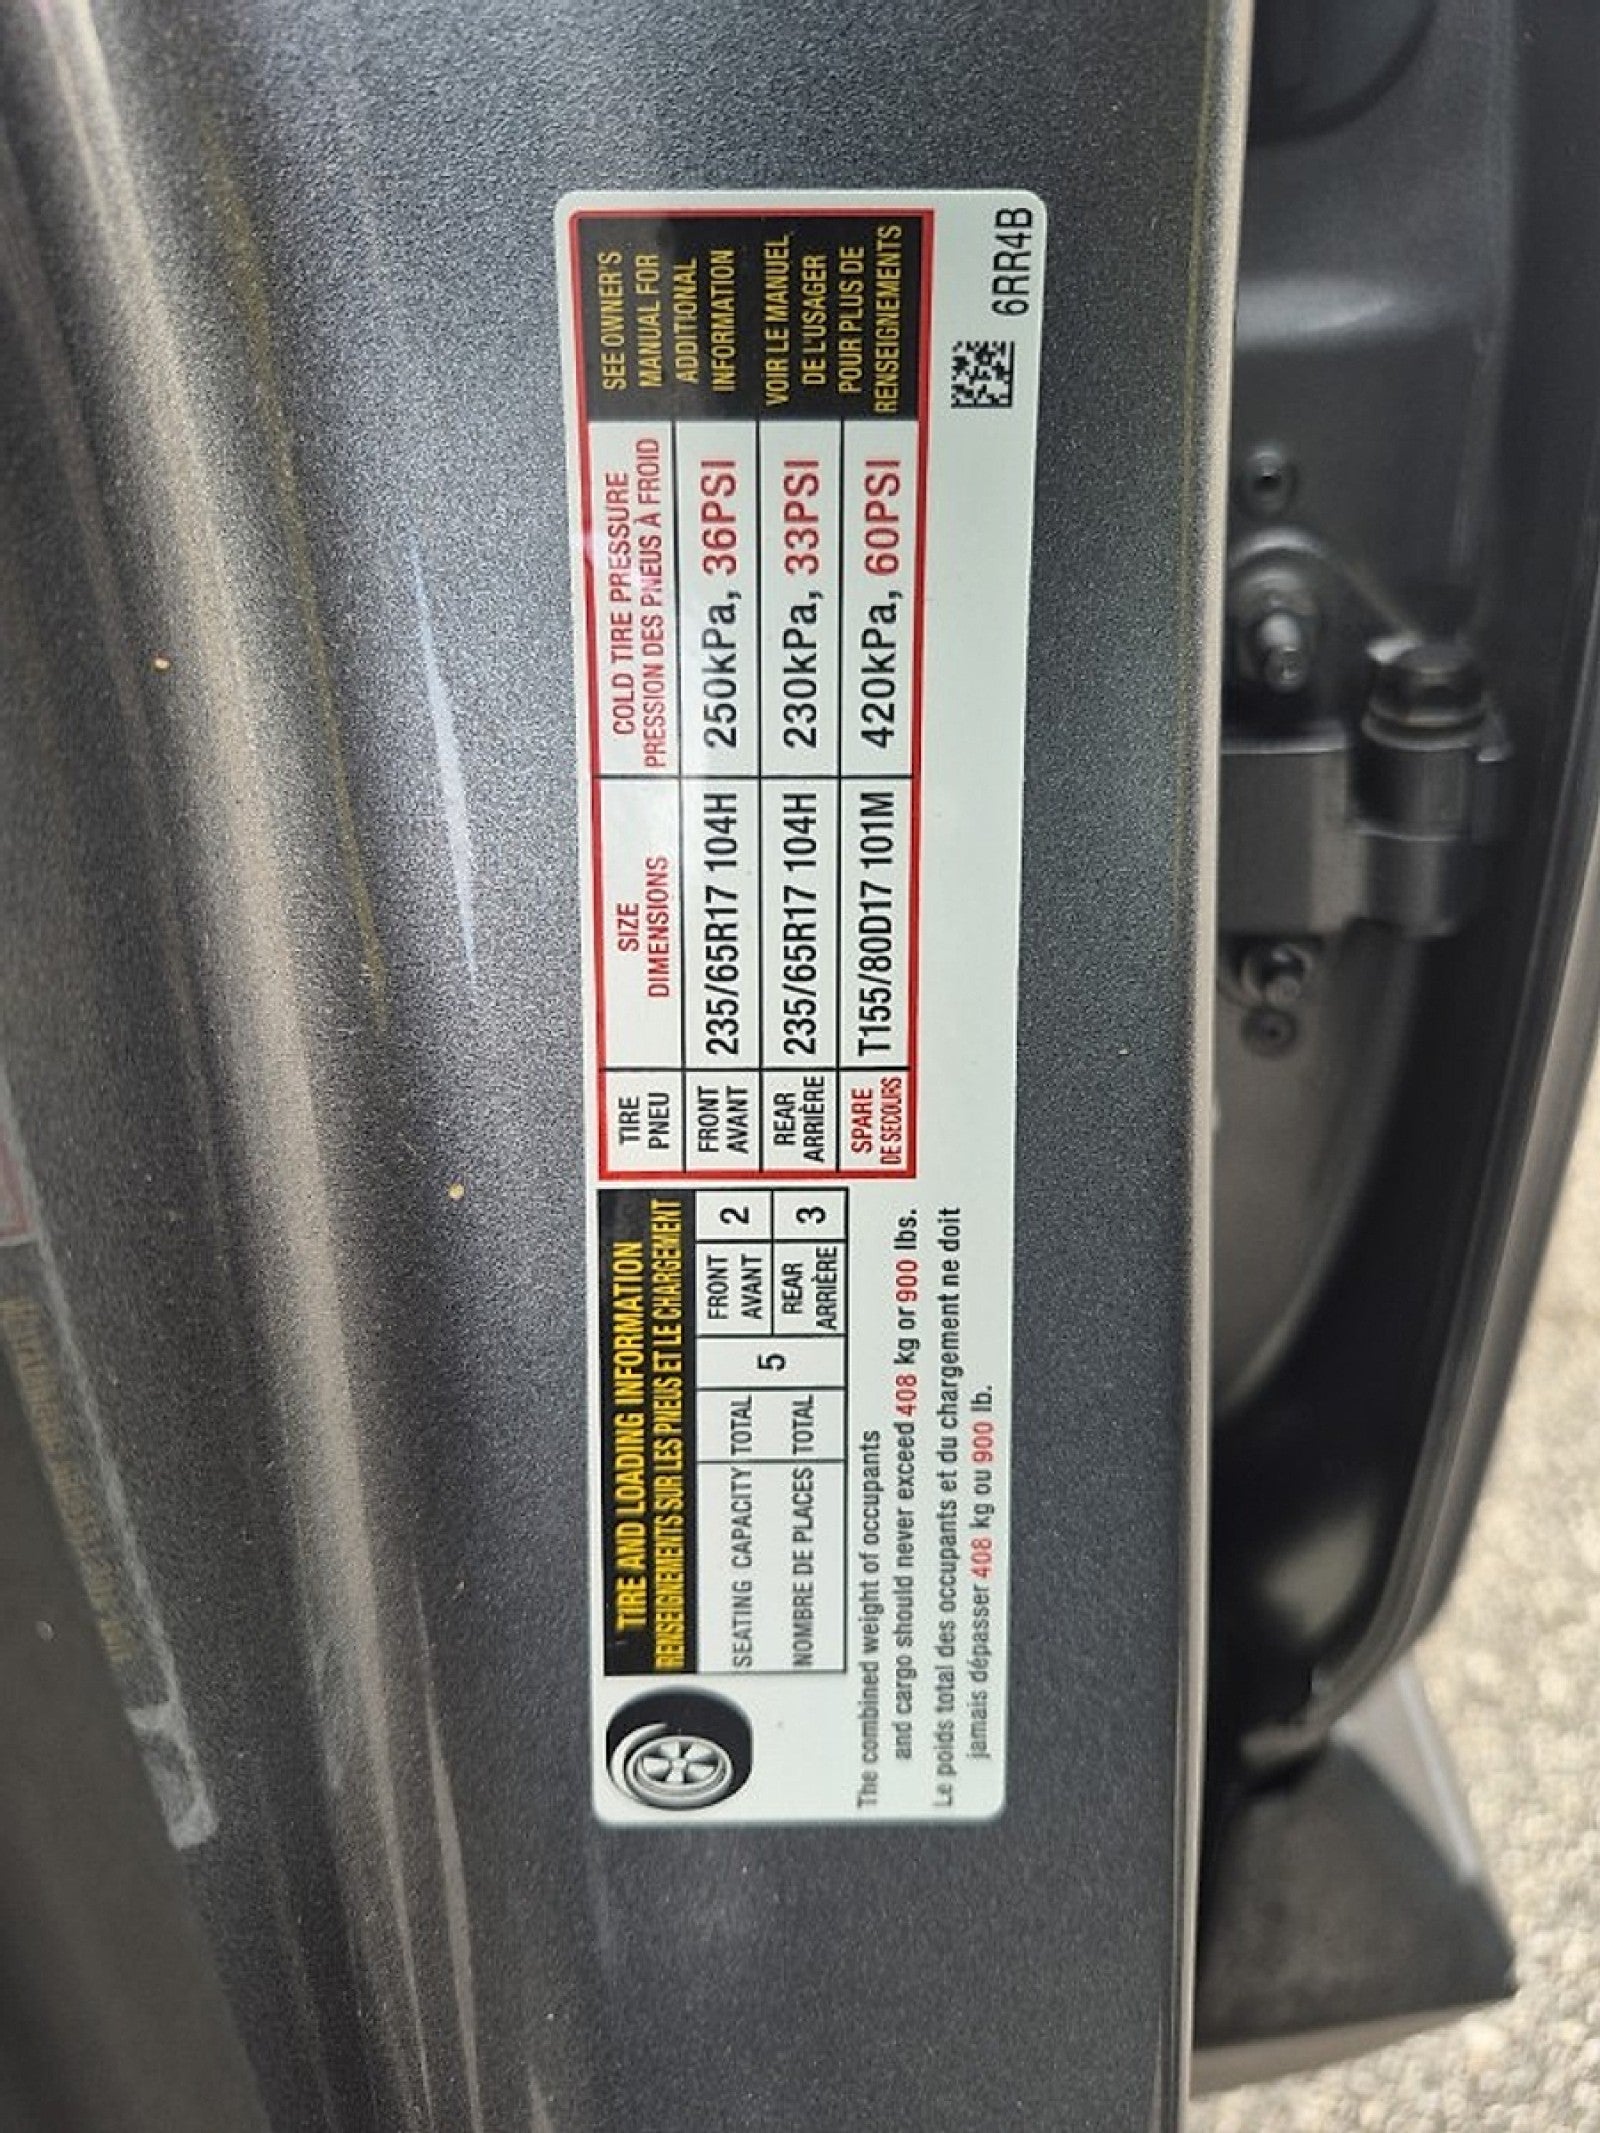 TIRE AND LOADING INFORMATION
RENSEIGNEMENTS SUR LES PNEUS ET LE CHARGEMENT
SEATING CAPACITY TOTAL 5 FRONT AVANT 2
NOMBRE DE PLACES TOTAL REAR ARRIÈRE 3
The combined weight of occupants
and cargo should never exceed 408 kg or 900 lbs.
Le poids total des occupants et du chargement ne doit
jamais dépasser 408 kg ou 900 lb.
TIRE SIZE COLD TIRE PRESSURE
PNEU DIMENSIONS PRESSION DES PNEUS À FROID
FRONT AVANT 235/65R17 104H 250kPa, 36PSI
REAR ARRIÈRE 235/65R17 104H 230kPa, 33PSI
SPARE DE SECOURS T155/80D17 101M 420kPa, 60PSI
SEE OWNER'S
MANUAL FOR
ADDITIONAL
INFORMATION
VOIR LE MANUEL
DE L'USAGER
POUR PLUS DE
RENSEIGNEMENTS
6RR4B